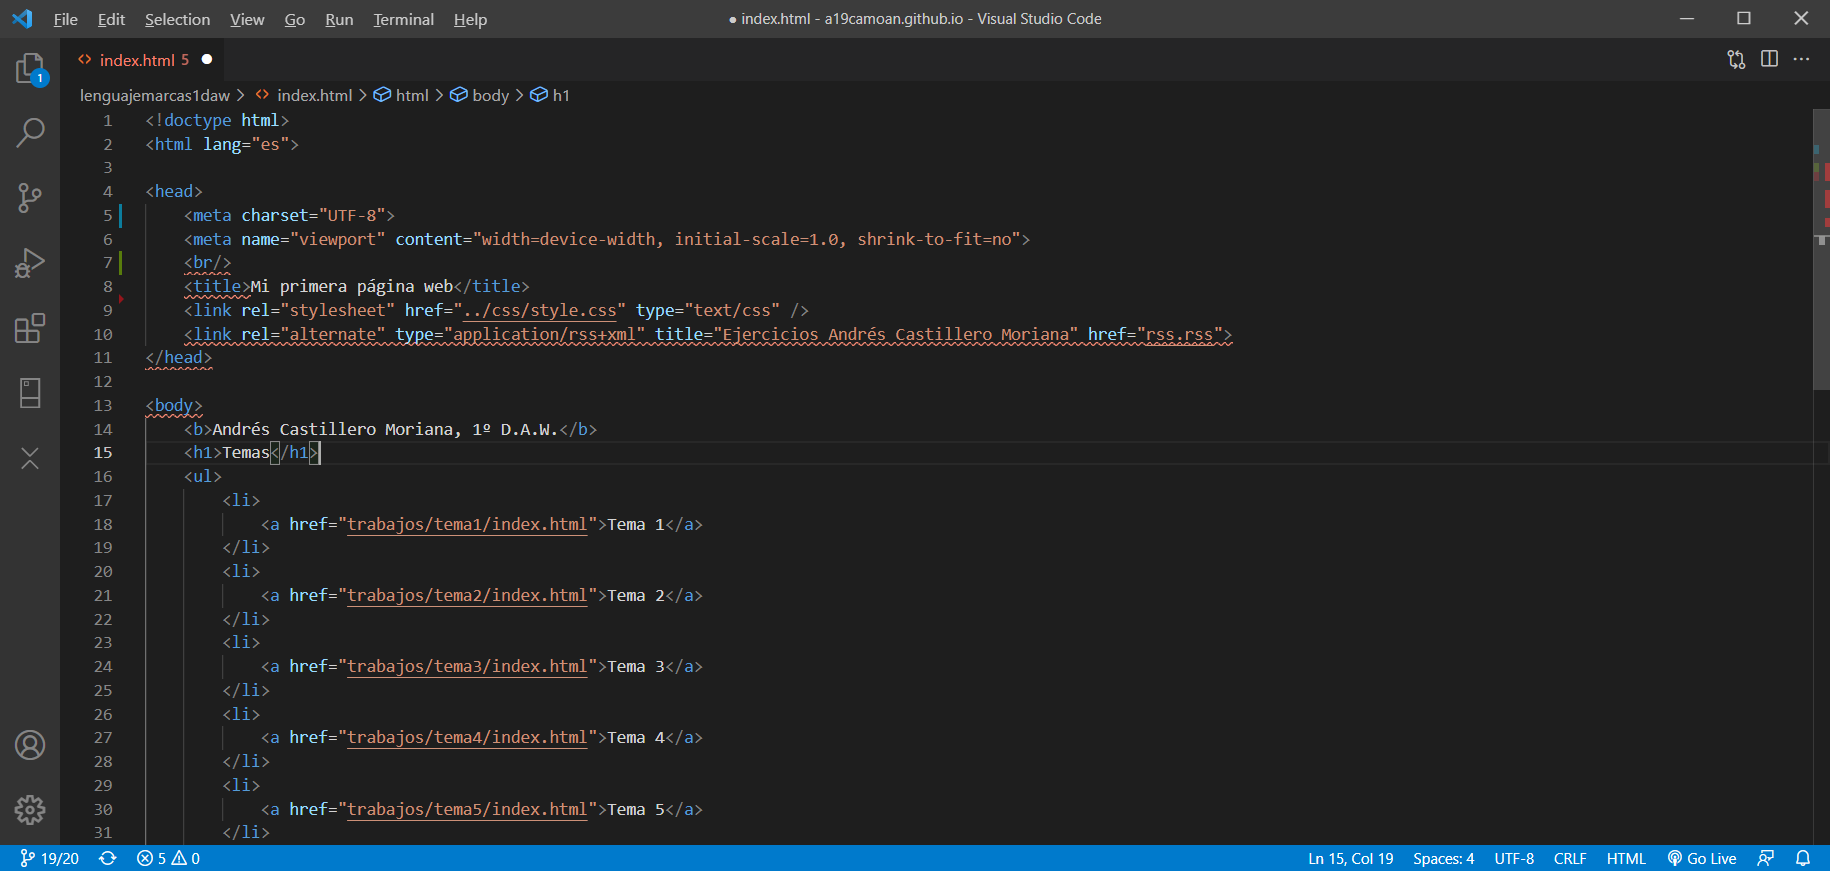 File Edit Selection View Go Run Terminal Help ● index.html - a19camoan.github.io - Visual Studio Code
index.html 5
1
lenguajemarcas1daw > index.html > html > body > h1
1 <!doctype html>
2 <html lang="es">
3
4 <head>
5 <meta charset="UTF-8">
6 <meta name="viewport" content="width=device-width, initial-scale=1.0, shrink-to-fit=no">
7 <br/>
8 <title>Mi primera página web</title>
9 <link rel="stylesheet" href="../css/style.css" type="text/css" />
10 <link rel="alternate" type="application/rss+xml" title="Ejercicios Andrés Castillero Moriana" href="rss.rss">
11 </head>
12
13 <body>
14 <b>Andrés Castillero Moriana, 1º D.A.W.</b>
15 <h1>Temas</h1>
16 <ul>
17 <li>
18 <a href="trabajos/tema1/index.html">Tema 1</a>
19 </li>
20 <li>
21 <a href="trabajos/tema2/index.html">Tema 2</a>
22 </li>
23 <li>
24 <a href="trabajos/tema3/index.html">Tema 3</a>
25 </li>
26 <li>
27 <a href="trabajos/tema4/index.html">Tema 4</a>
28 </li>
29 <li>
30 <a href="trabajos/tema5/index.html">Tema 5</a>
31 </li>
19/20 5 0 Ln 15, Col 19 Spaces: 4 UTF-8 CRLF HTML Go Live